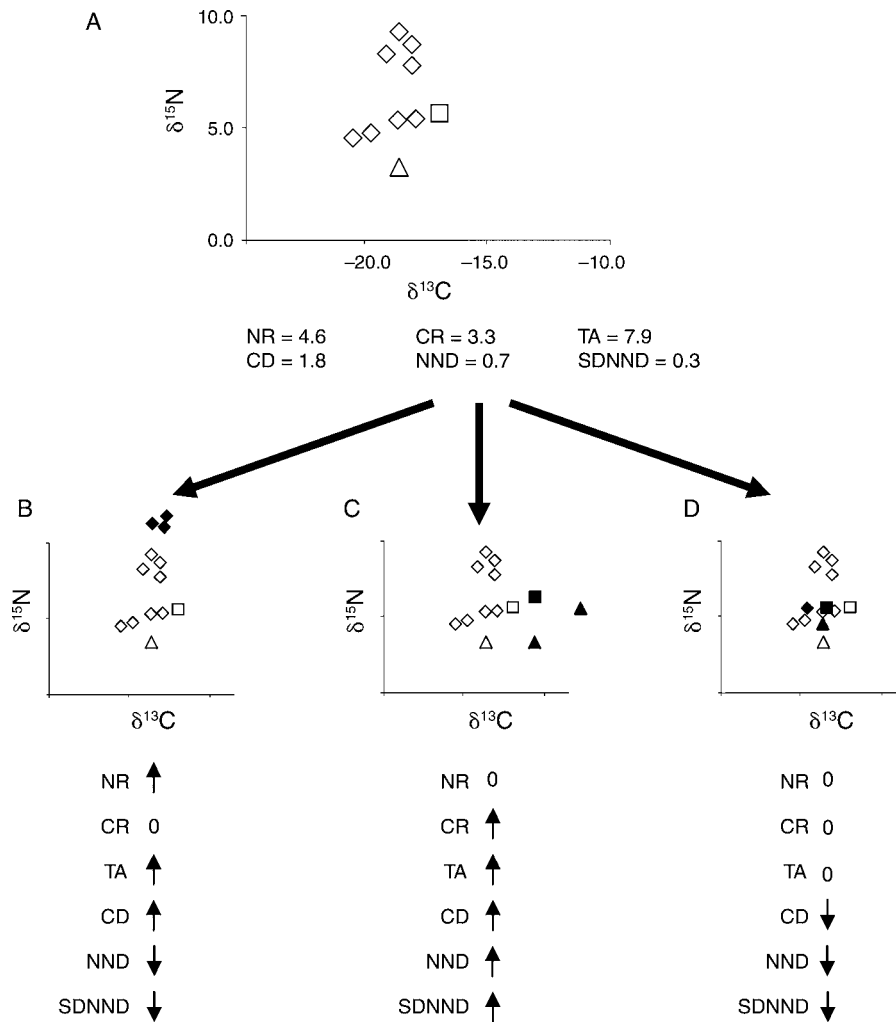 A
10.0
δ¹⁵N
5.0
0.0
–20.0 –15.0 –10.0
δ¹³C
NR = 4.6 CR = 3.3 TA = 7.9
CD = 1.8 NND = 0.7 SDNND = 0.3
B C D
δ¹⁵N δ¹⁵N δ¹⁵N
δ¹³C δ¹³C δ¹³C
NR NR 0 NR 0
CR 0 CR CR 0
TA TA TA 0
CD CD CD
NND NND NND
SDNND SDNND SDNND